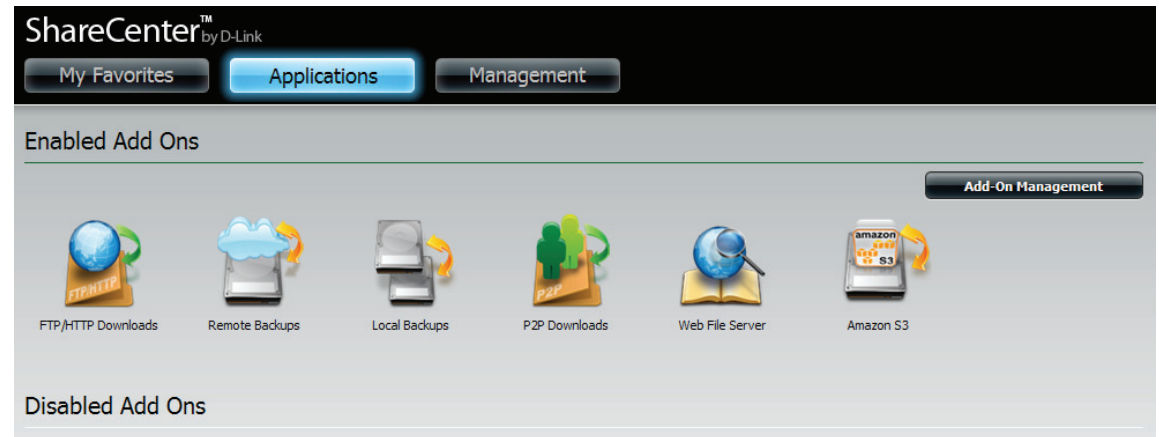 ShareCenter™ by D-Link
My Favorites Applications Management
Enabled Add Ons
Add-On Management
FTP/HTTP
P2P
amazon
S3
FTP/HTTP Downloads Remote Backups Local Backups P2P Downloads Web File Server Amazon S3
Disabled Add Ons